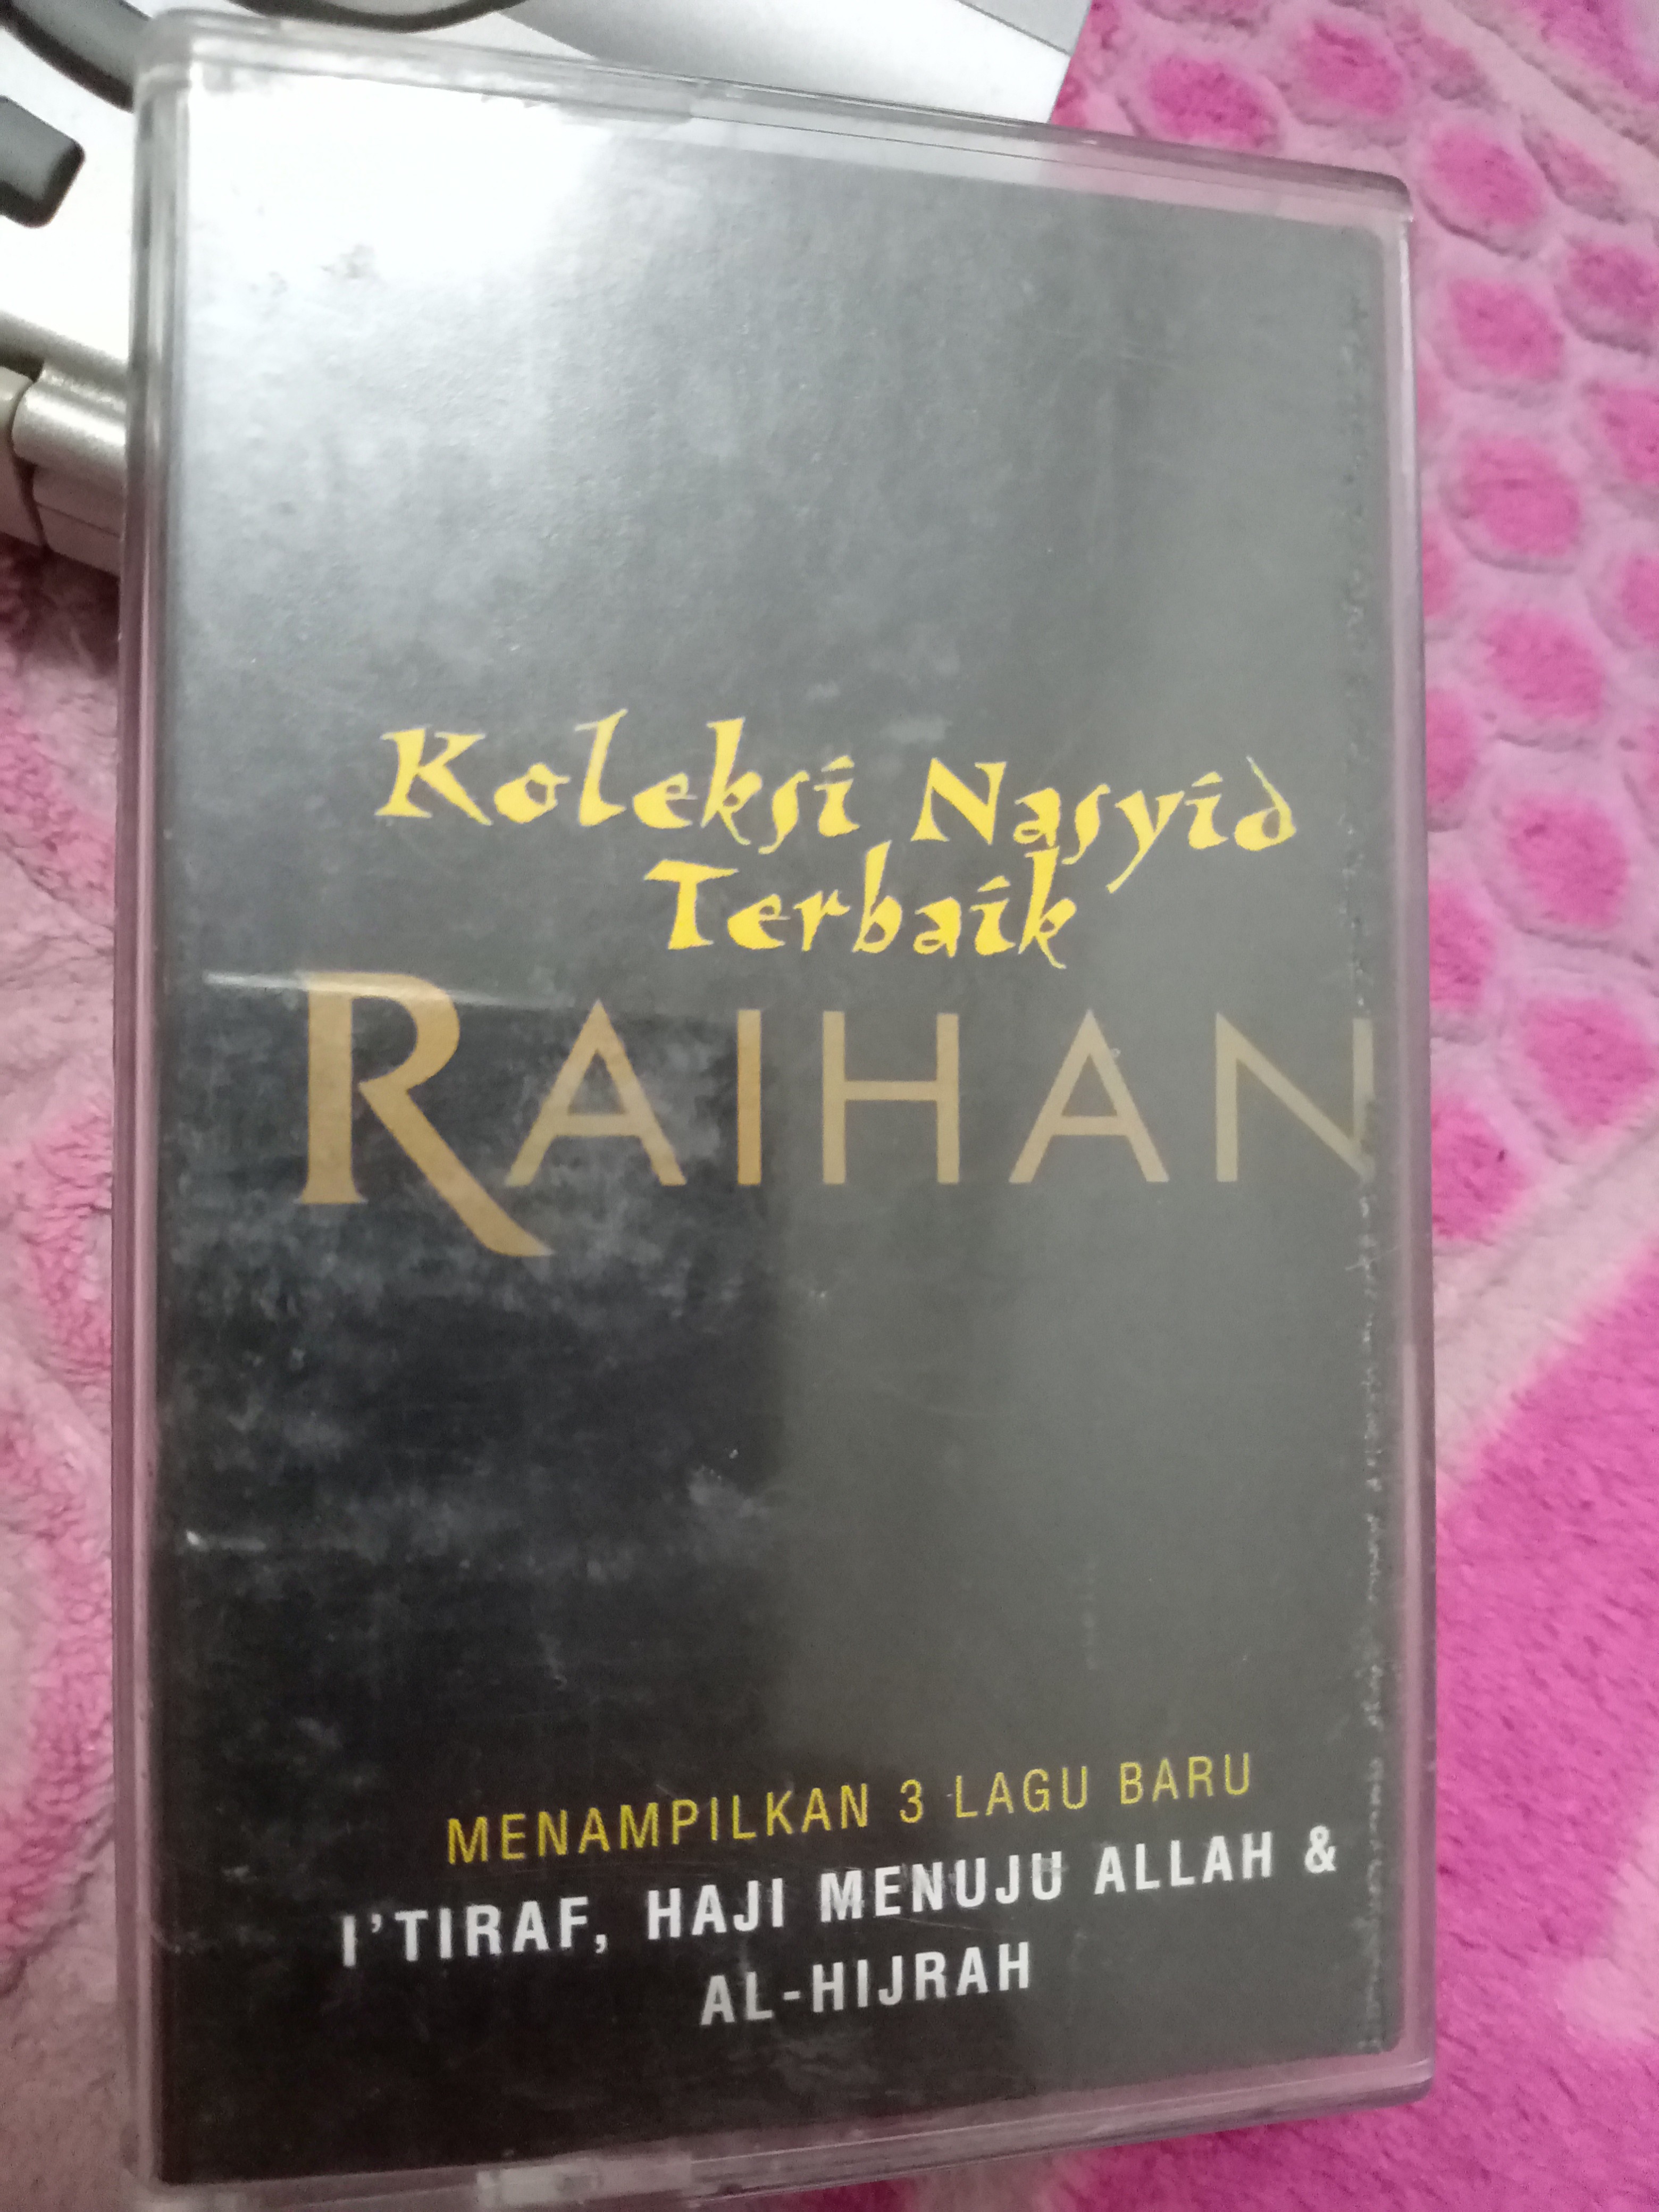 Koleksi Nasyid
Terbaik
RAIHAN
MENAMPILKAN 3 LAGU BARU
I'TIRAF, HAJI MENUJU ALLAH &
AL-HIJRAH